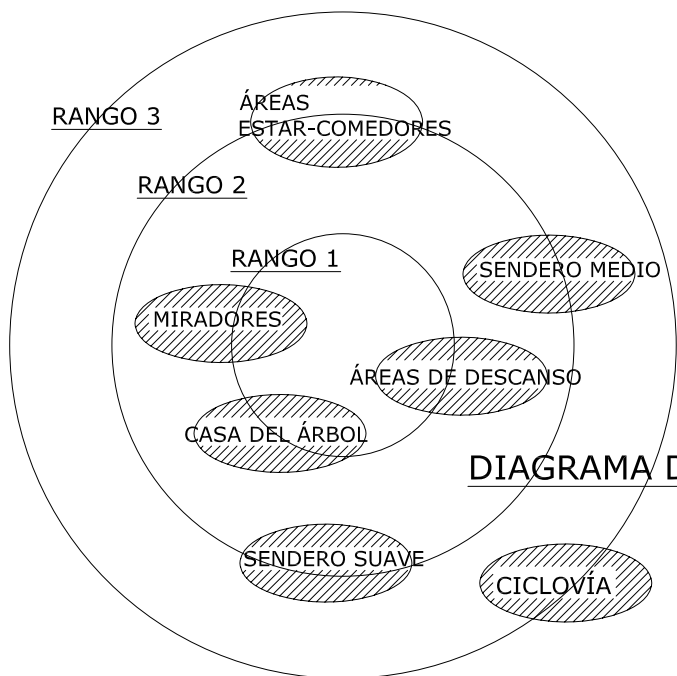 RANGO 3
ÁREAS
ESTAR-COMEDORES
RANGO 2
RANGO 1
SENDERO MEDIO
MIRADORES
ÁREAS DE DESCANSO
CASA DEL ÁRBOL
DIAGRAMA D
SENDERO SUAVE
CICLOVÍA